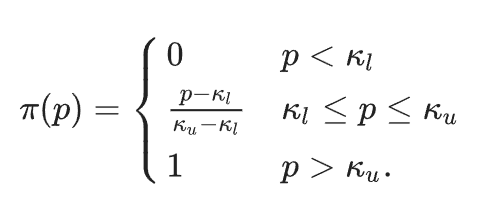 π(p) = { 0 p < κ_l
(p−κ_l)/(κ_u−κ_l) κ_l ≤ p ≤ κ_u
1 p > κ_u.